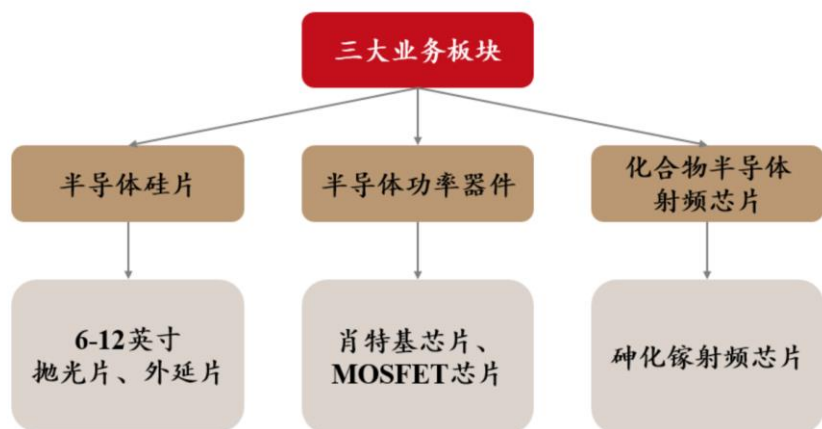 三大业务板块
半导体硅片
半导体功率器件
化合物半导体
射频芯片
6-12英寸
抛光片、外延片
肖特基芯片、
MOSFET芯片
砷化镓射频芯片